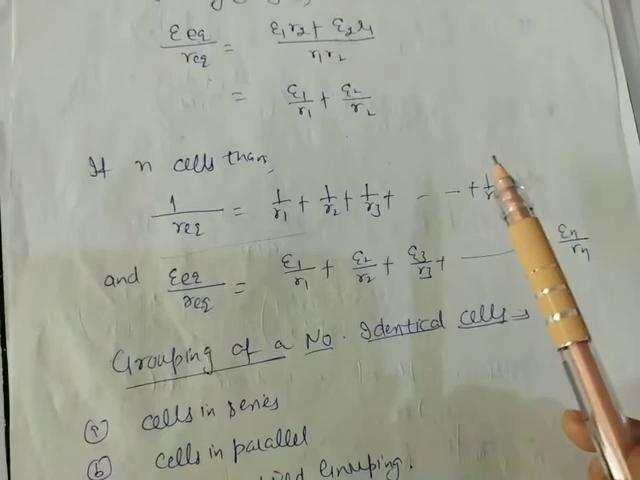 εeq/req = ε1r2 + ε2r1/r1r2
= ε1/r1 + ε2/r2
If n cells than,
1/req = 1/r1 + 1/r2 + 1/r3 + - - + 1/r
and εeq/req = ε1/r1 + ε2/r2 + ε3/r3 + — εn/rn
Grouping of a No. Identical cells →
(a) cells in series
(b) cells in parallel
Grouping.